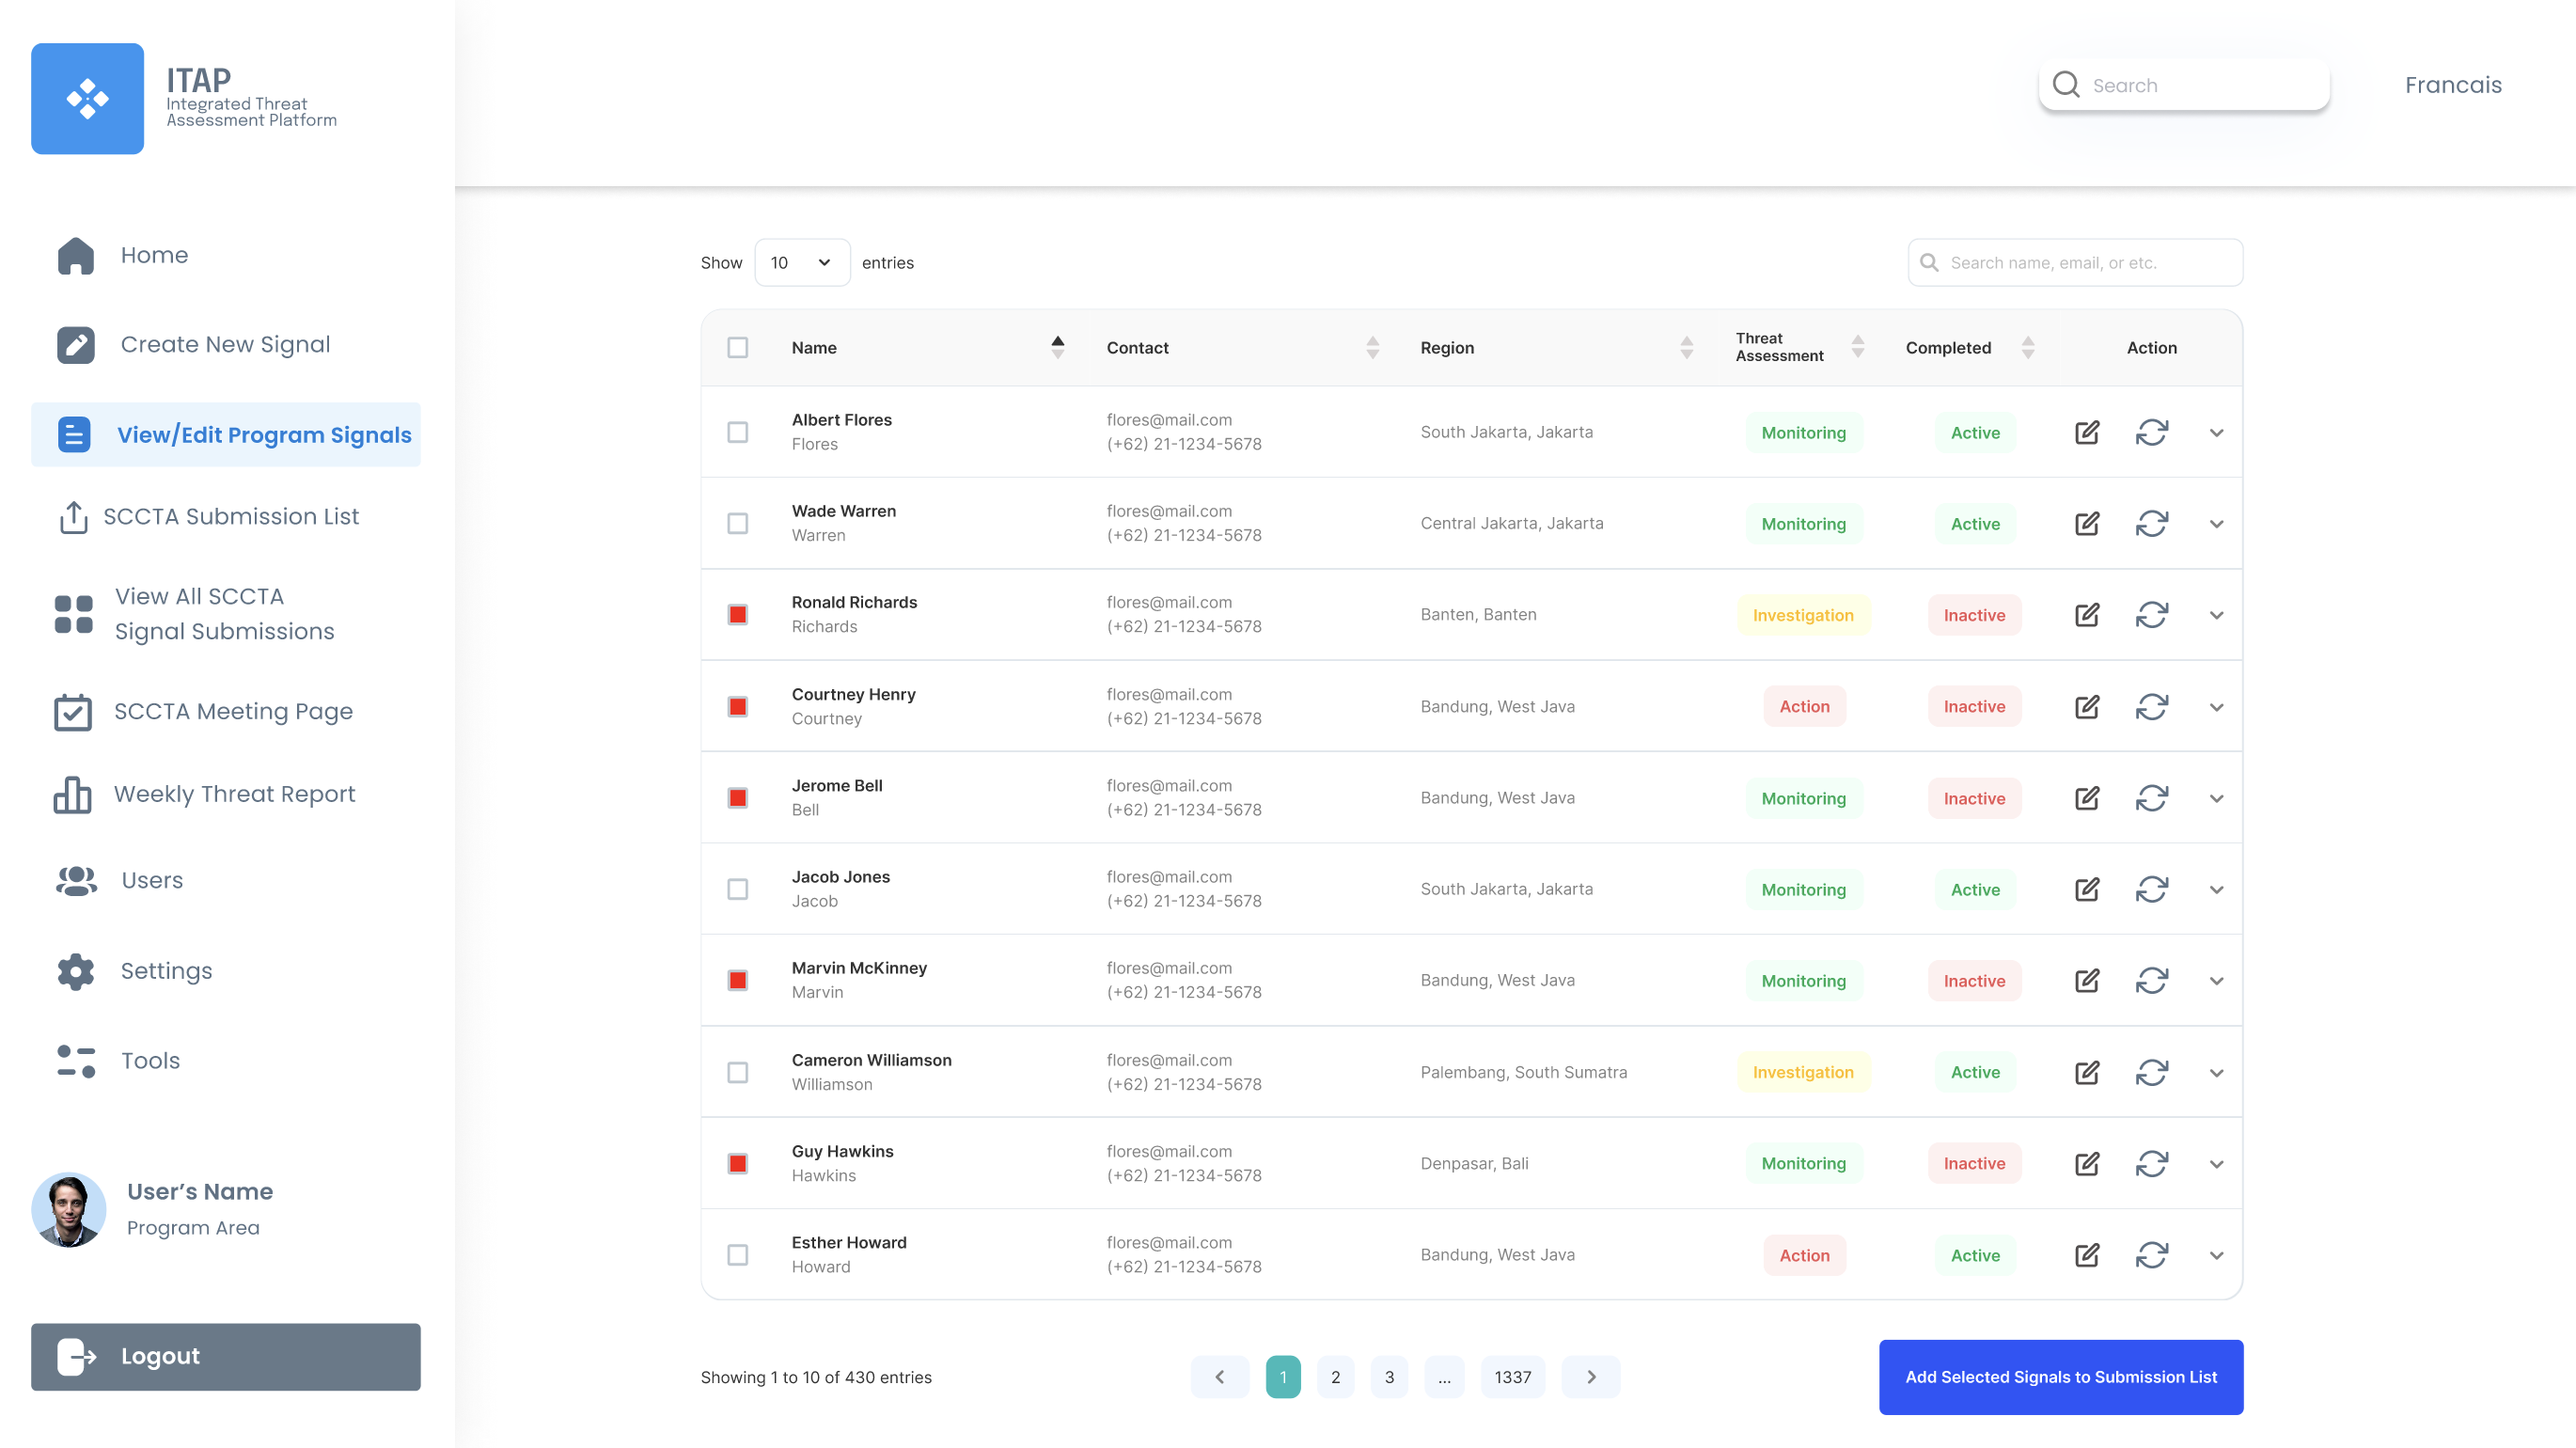 ITAP
Integrated Threat
Assessment Platform
Search
Francais
Home
Create New Signal
View/Edit Program Signals
SCCTA Submission List
View All SCCTA
Signal Submissions
SCCTA Meeting Page
Weekly Threat Report
Users
Settings
Tools
User’s Name
Program Area
Logout
Show 10 entries
Search name, email, or etc.
Name Contact Region Threat Assessment Completed Action
Albert Flores flores@mail.com
Flores (+62) 21-1234-5678 South Jakarta, Jakarta Monitoring Active
Wade Warren flores@mail.com
Warren (+62) 21-1234-5678 Central Jakarta, Jakarta Monitoring Active
Ronald Richards flores@mail.com
Richards (+62) 21-1234-5678 Banten, Banten Investigation Inactive
Courtney Henry flores@mail.com
Courtney (+62) 21-1234-5678 Bandung, West Java Action Inactive
Jerome Bell flores@mail.com
Bell (+62) 21-1234-5678 Bandung, West Java Monitoring Inactive
Jacob Jones flores@mail.com
Jacob (+62) 21-1234-5678 South Jakarta, Jakarta Monitoring Active
Marvin McKinney flores@mail.com
Marvin (+62) 21-1234-5678 Bandung, West Java Monitoring Inactive
Cameron Williamson flores@mail.com
Williamson (+62) 21-1234-5678 Palembang, South Sumatra Investigation Active
Guy Hawkins flores@mail.com
Hawkins (+62) 21-1234-5678 Denpasar, Bali Monitoring Inactive
Esther Howard flores@mail.com
Howard (+62) 21-1234-5678 Bandung, West Java Action Active
Showing 1 to 10 of 430 entries
1 2 3 ... 1337
Add Selected Signals to Submission List